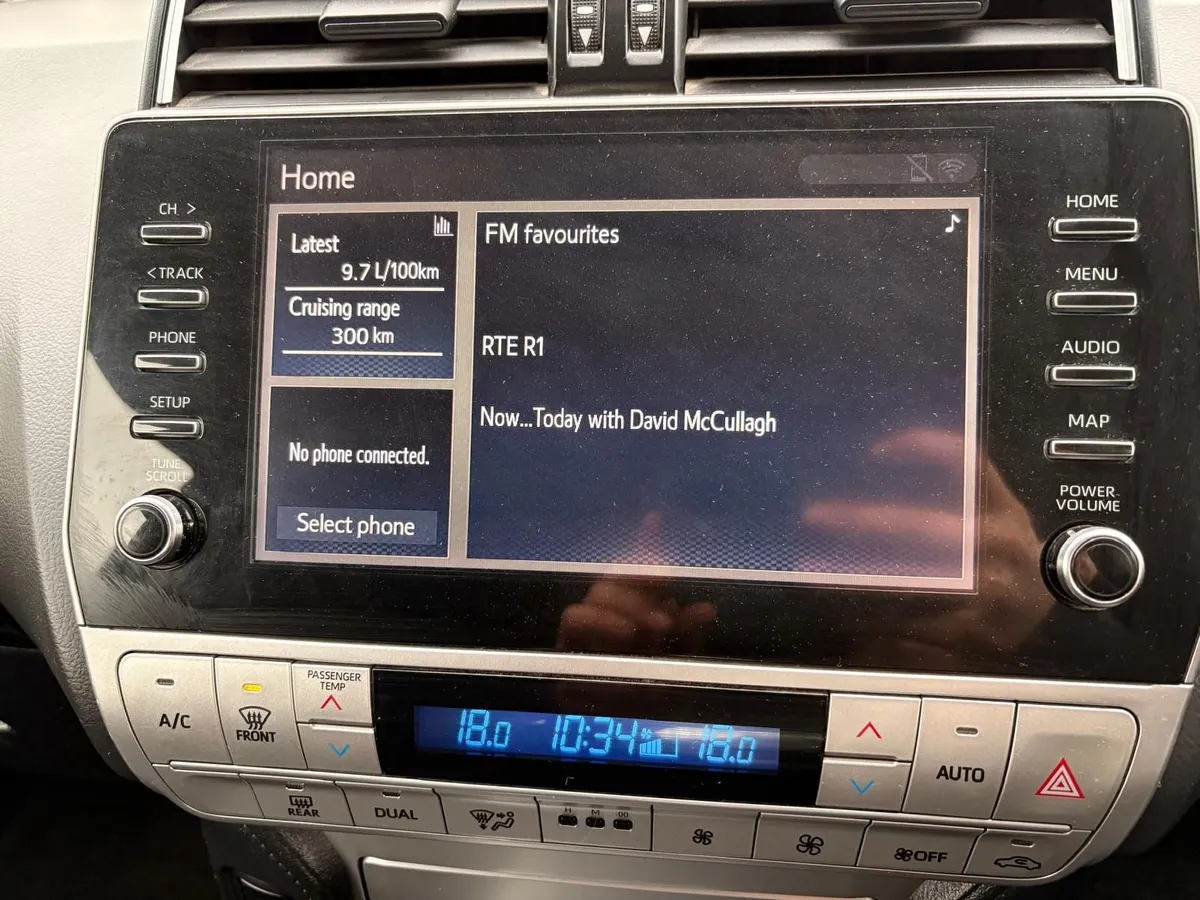 Home
CH >
< TRACK
PHONE
SETUP
TUNE
SCROLL
Latest
9.7 L/100km
Cruising range
300 km
No phone connected.
Select phone
FM favourites
RTE R1
Now...Today with David McCullagh
HOME
MENU
AUDIO
MAP
POWER
VOLUME
A/C
FRONT
PASSENGER
TEMP
18.0 10:34 18.0
AUTO
REAR
DUAL
H M 00
OFF